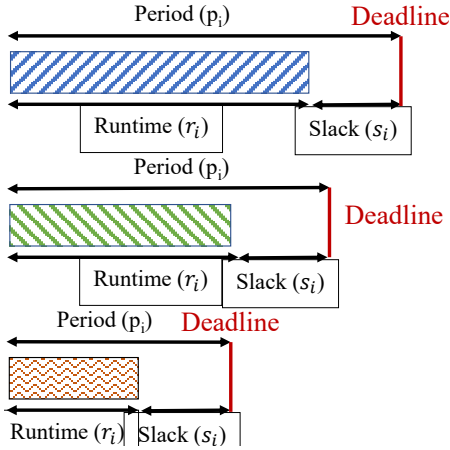 Period (pᵢ) Deadline
Runtime (𝑟ᵢ) Slack (𝑠ᵢ)
Period (pᵢ)
Deadline
Runtime (𝑟ᵢ) Slack (𝑠ᵢ)
Period (pᵢ) Deadline
Runtime (𝑟ᵢ) Slack (𝑠ᵢ)